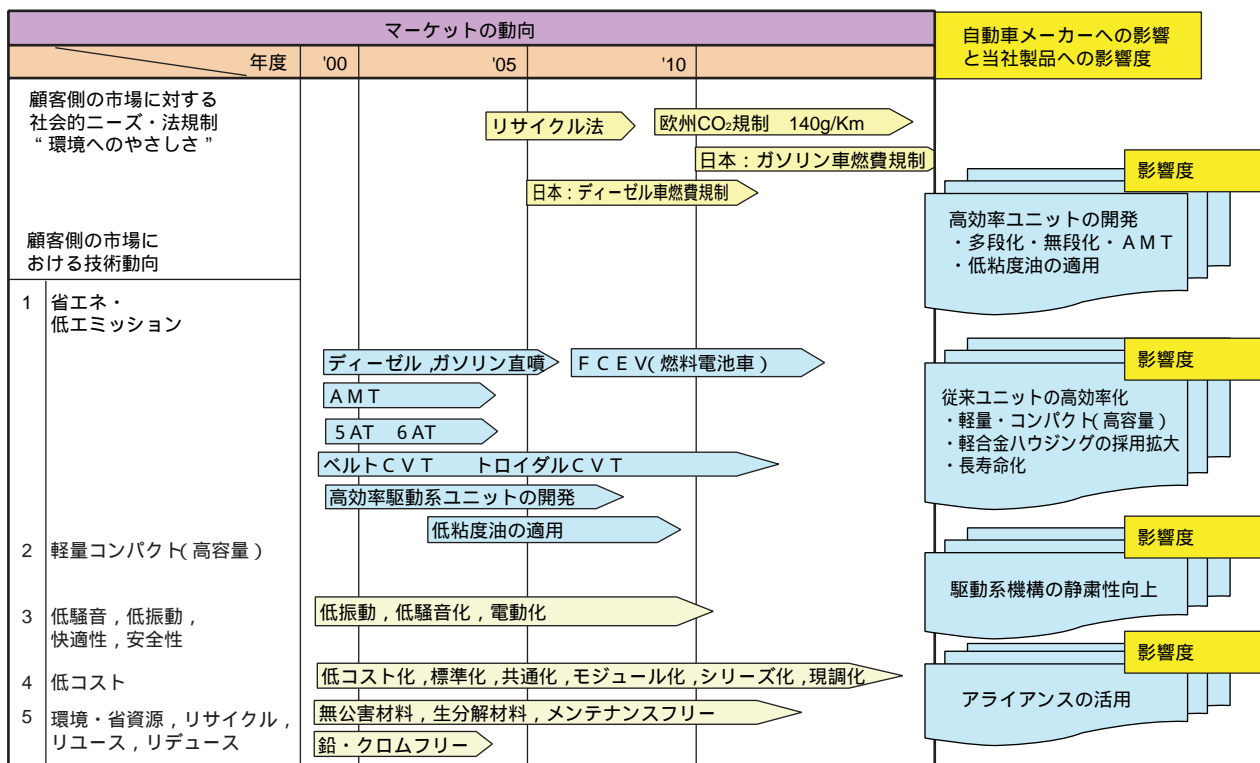 マーケットの動向
自動車メーカーへの影響
と当社製品への影響度
年度 '00 '05 '10
顧客側の市場に対する
社会的ニーズ・法規制
“環境へのやさしさ”
リサイクル法
欧州CO₂規制 140g/Km
日本：ガソリン車燃費規制
日本：ディーゼル車燃費規制
影響度
高効率ユニットの開発
・多段化・無段化・ＡＭＴ
・低粘度油の適用
顧客側の市場に
おける技術動向
1 省エネ・
低エミッション
ディーゼル,ガソリン直噴
ＦＣＥＶ(燃料電池車)
ＡＭＴ
5AT 6AT
ベルトＣＶＴ トロイダルＣＶＴ
高効率駆動系ユニットの開発
低粘度油の適用
影響度
従来ユニットの高効率化
・軽量・コンパクト(高容量)
・軽合金ハウジングの採用拡大
・長寿命化
2 軽量コンパクト(高容量)
影響度
駆動系機構の静粛性向上
3 低騒音，低振動，
快適性，安全性
低振動，低騒音化，電動化
影響度
アライアンスの活用
4 低コスト
低コスト化,標準化,共通化,モジュール化,シリーズ化,現調化
5 環境・省資源，リサイクル，
リユース，リデュース
無公害材料，生分解材料，メンテナンスフリー
鉛・クロムフリー